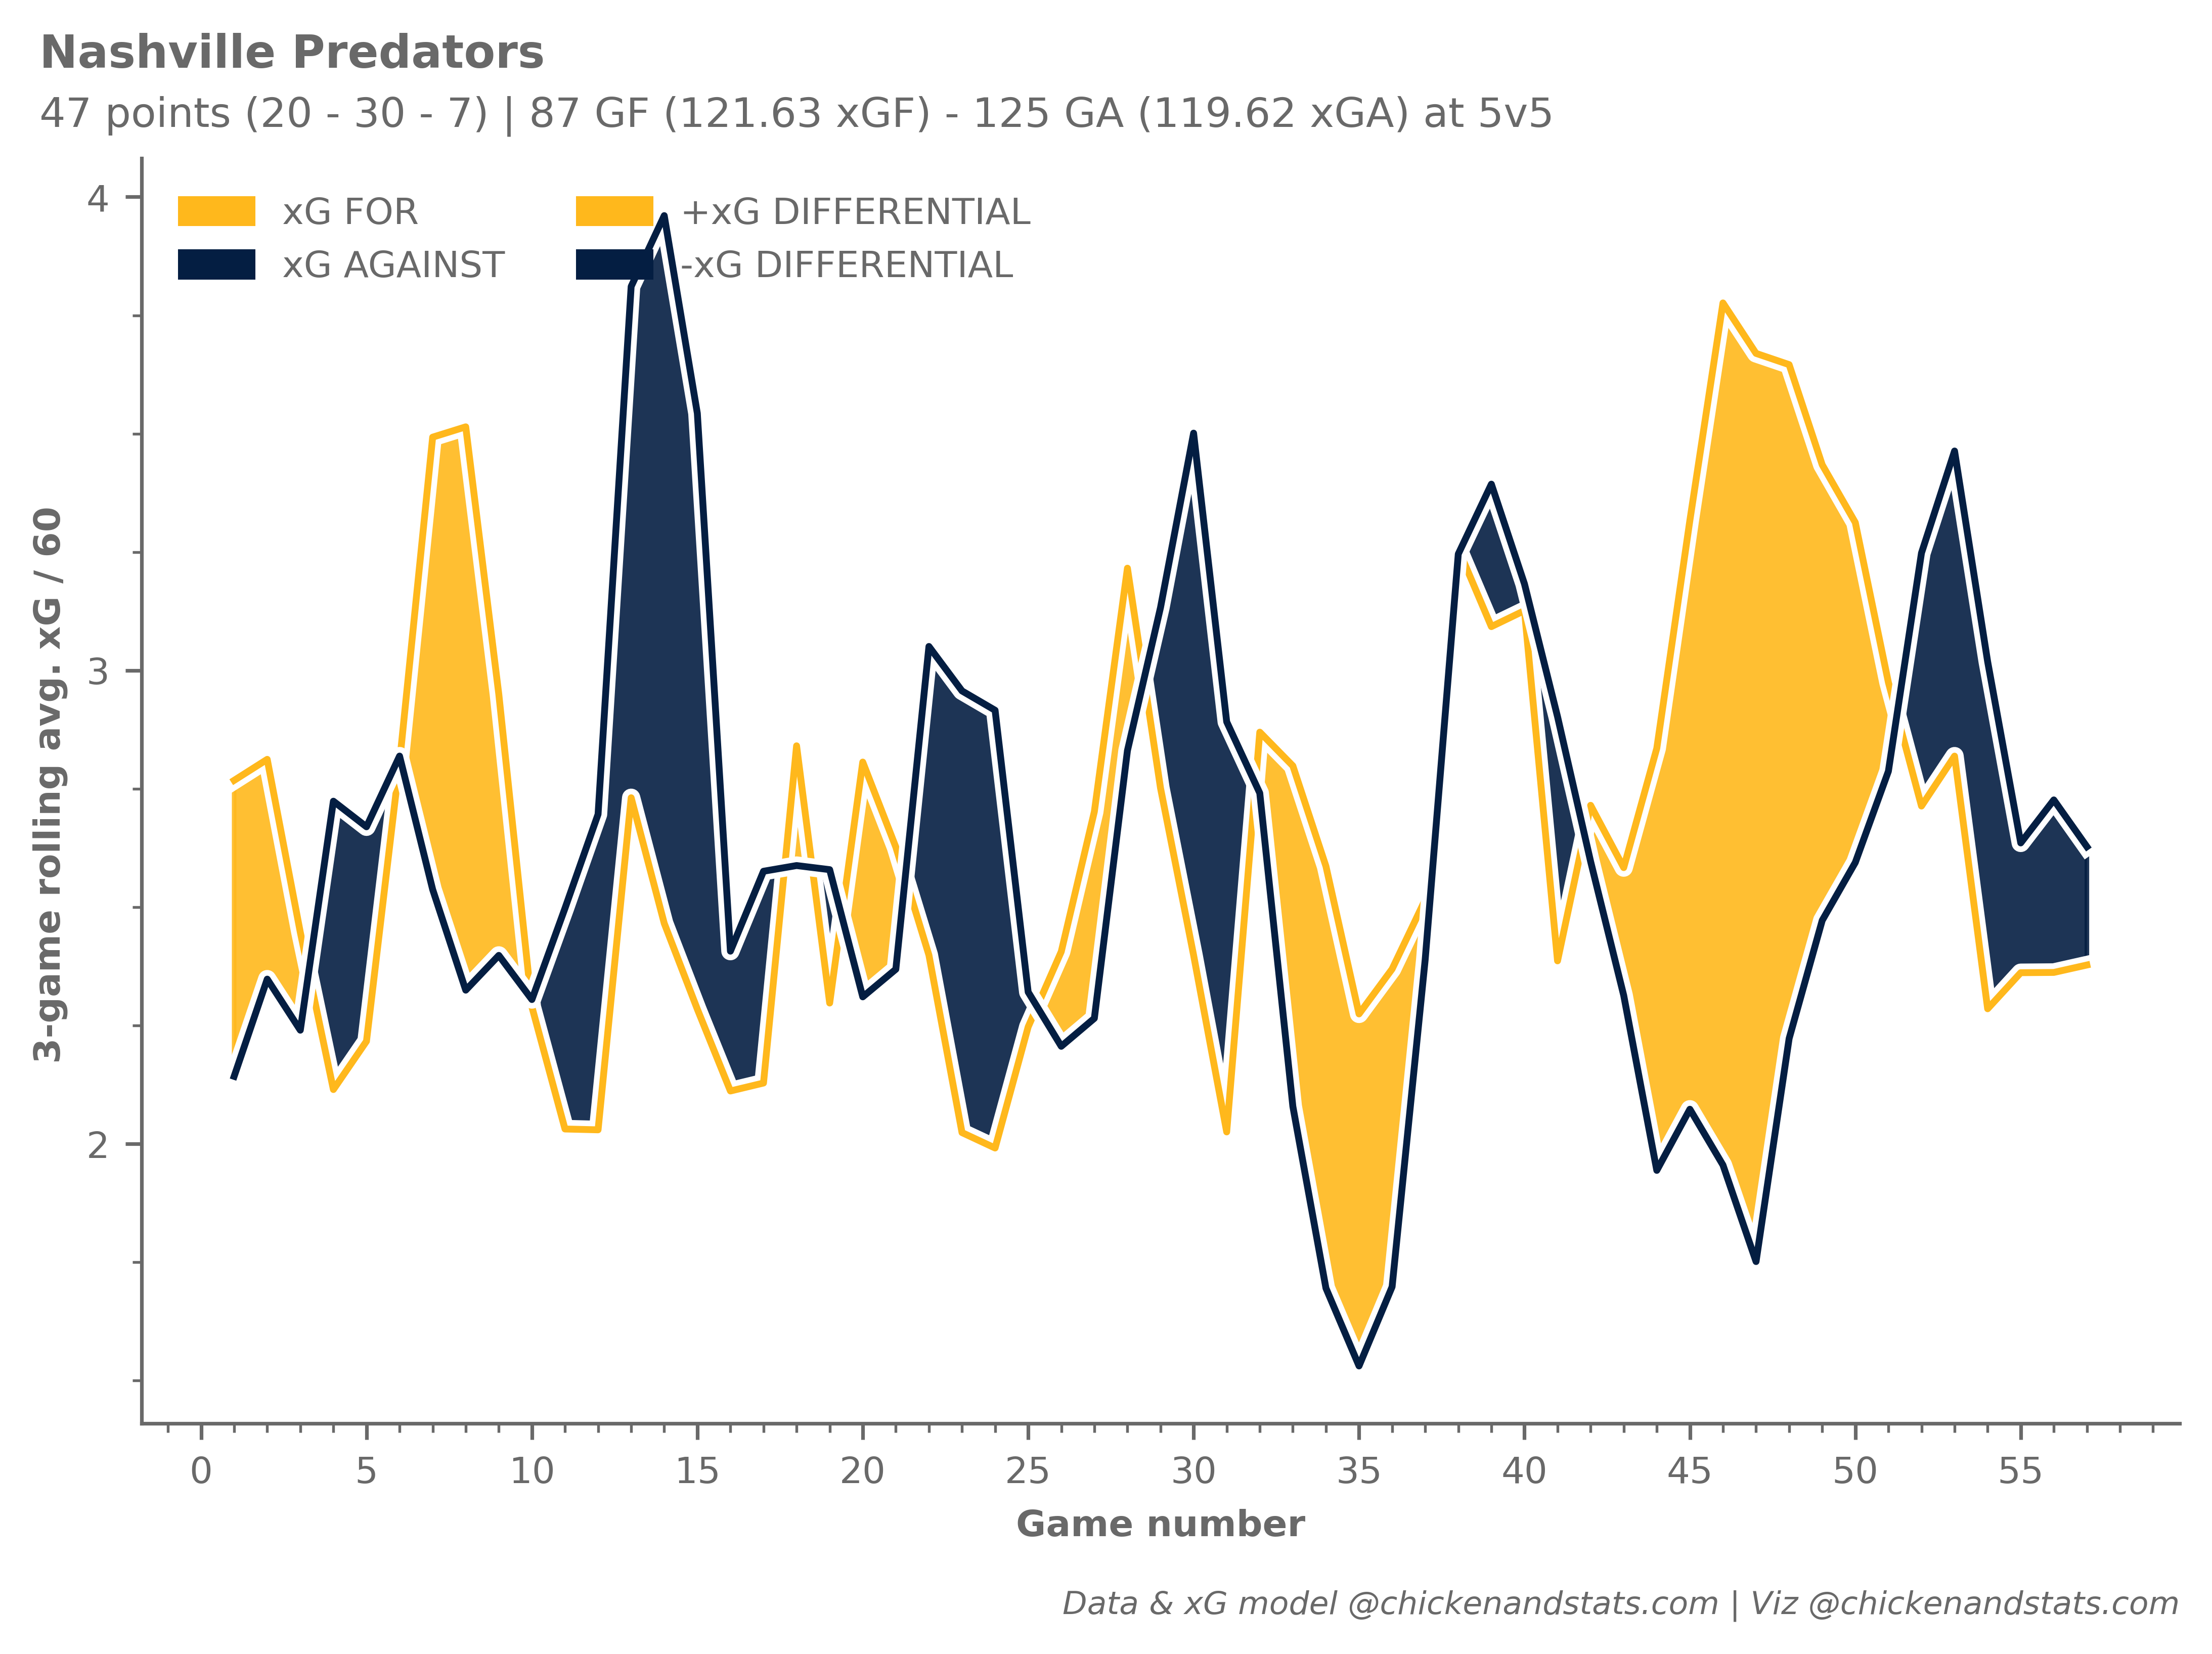 Nashville Predators
47 points (20 - 30 - 7) | 87 GF (121.63 xGF) - 125 GA (119.62 xGA) at 5v5
xG FOR
xG AGAINST
+xG DIFFERENTIAL
-xG DIFFERENTIAL
3-game rolling avg. xG / 60
4
3
2
0 5 10 15 20 25 30 35 40 45 50 55
Game number
Data & xG model @chickenandstats.com | Viz @chickenandstats.com